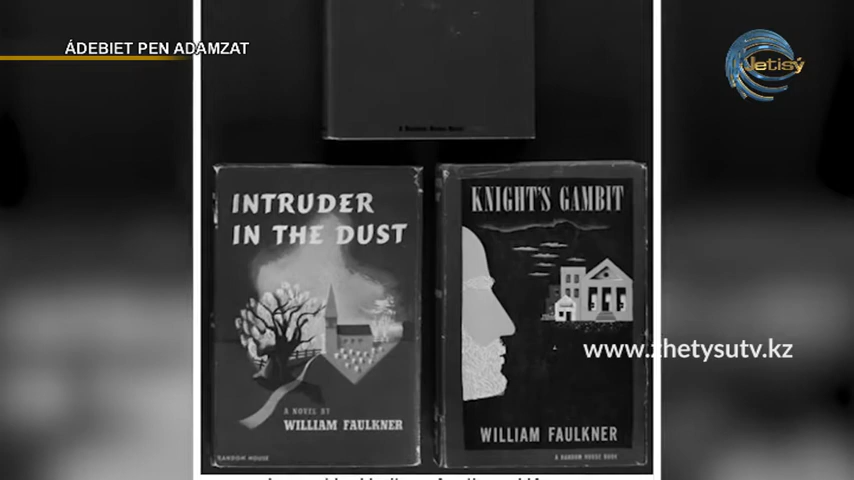 ÁDEBIET PEN ADAMZAT
Jetisý
INTRUDER
IN THE DUST
A NOVEL BY
WILLIAM FAULKNER
RANDOM HOUSE
KNIGHT'S GAMBIT
WILLIAM FAULKNER
A RANDOM HOUSE BOOK
www.zhetysutv.kz